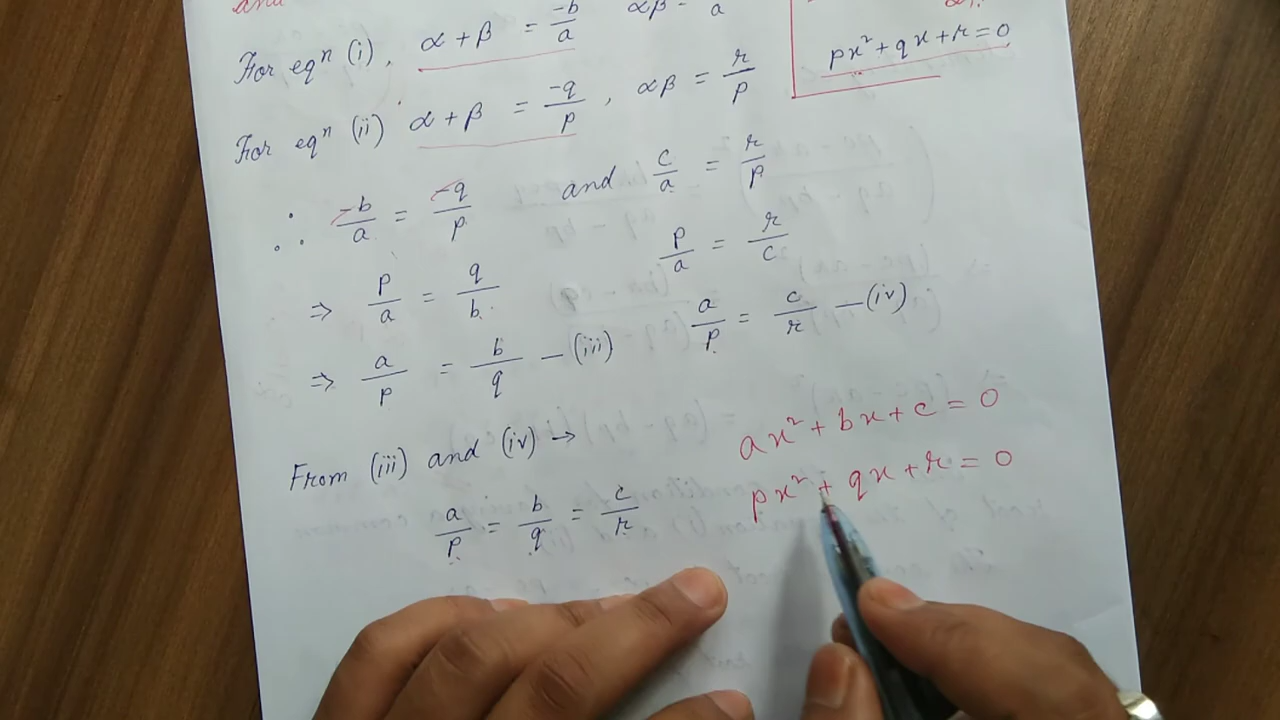 and
For eqⁿ (i), α + β = -b/a αβ = /a
px² + qx + r = 0
For eqⁿ (ii) α + β = -q/p , αβ = r/p
∴ -b/a = -q/p and c/a = r/p
⇒ p/a = q/b p/a = r/c
⇒ a/p = b/q — (iii) a/p = c/r — (iv)
From (iii) and (iv) →
ax² + bx + c = 0
px² + qx + r = 0
a/p = b/q = c/r